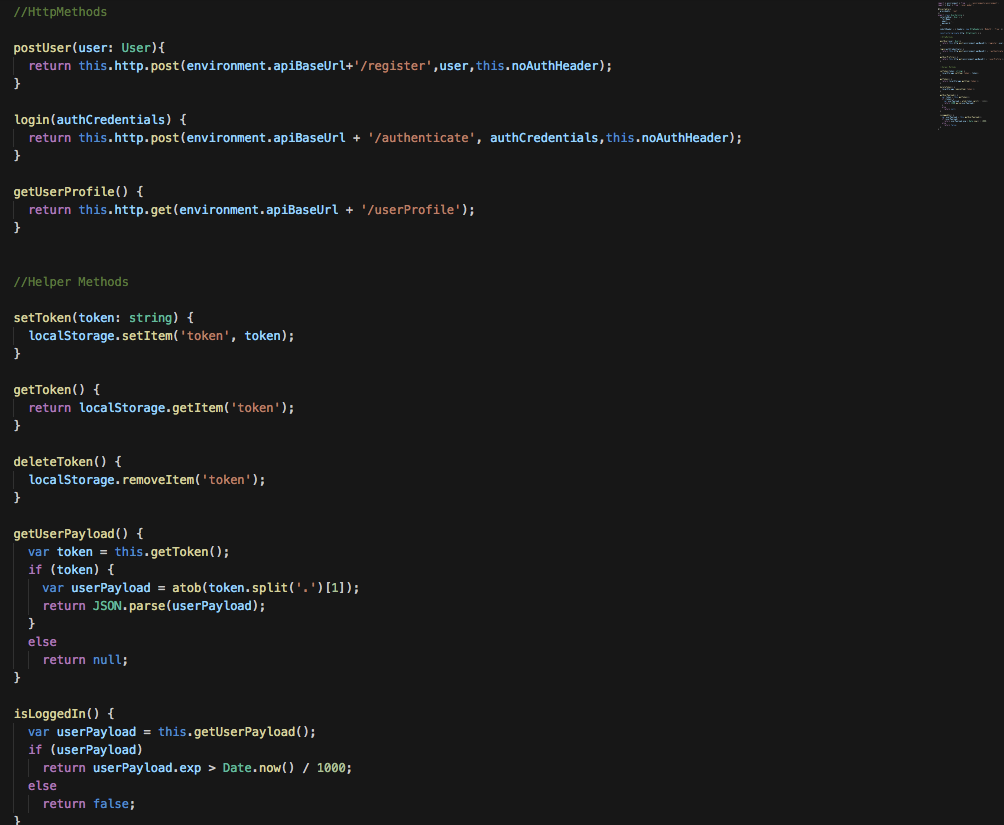 //HttpMethods

postUser(user: User){
  return this.http.post(environment.apiBaseUrl+'/register',user,this.noAuthHeader);
}

login(authCredentials) {
  return this.http.post(environment.apiBaseUrl + '/authenticate', authCredentials,this.noAuthHeader);
}

getUserProfile() {
  return this.http.get(environment.apiBaseUrl + '/userProfile');
}


//Helper Methods

setToken(token: string) {
  localStorage.setItem('token', token);
}

getToken() {
  return localStorage.getItem('token');
}

deleteToken() {
  localStorage.removeItem('token');
}

getUserPayload() {
  var token = this.getToken();
  if (token) {
    var userPayload = atob(token.split('.')[1]);
    return JSON.parse(userPayload);
  }
  else
    return null;
}

isLoggedIn() {
  var userPayload = this.getUserPayload();
  if (userPayload)
    return userPayload.exp > Date.now() / 1000;
  else
    return false;
}